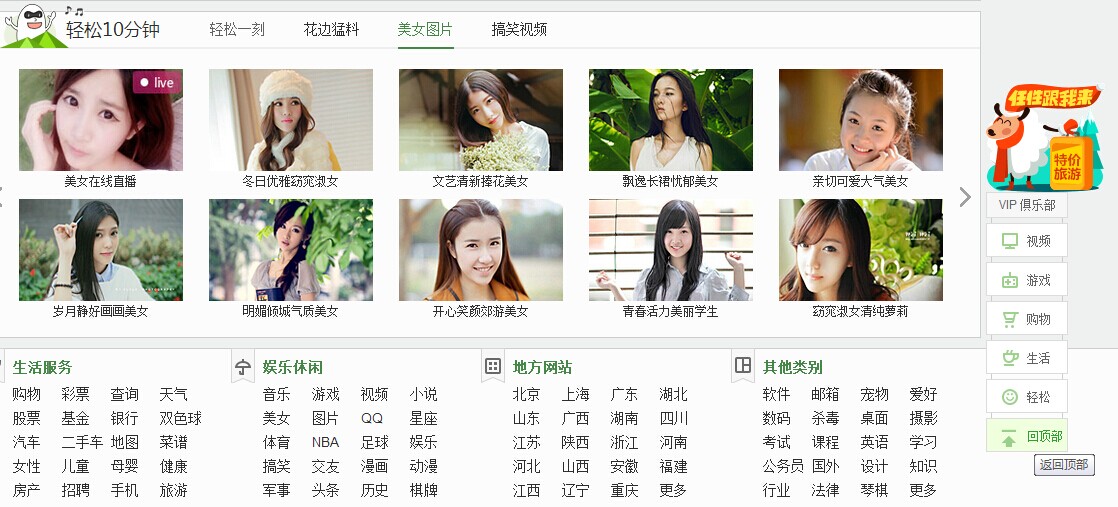 轻松10分钟 轻松一刻 花边猛料 美女图片 搞笑视频
live
美女在线直播 冬日优雅窈窕淑女 文艺清新捧花美女 飘逸长裙忧郁美女 亲切可爱大气美女
岁月静好画画美女 明媚倾城气质美女 开心笑颜郊游美女 青春活力美丽学生 窈窕淑女清纯萝莉
任性跟我来
特价
旅游
VIP 俱乐部
视频
游戏
购物
生活
轻松
回顶部
返回顶部
生活服务
购物 彩票 查询 天气
股票 基金 银行 双色球
汽车 二手车 地图 菜谱
女性 儿童 母婴 健康
房产 招聘 手机 旅游
娱乐休闲
音乐 游戏 视频 小说
美女 图片 QQ 星座
体育 NBA 足球 娱乐
搞笑 交友 漫画 动漫
军事 头条 历史 棋牌
地方网站
北京 上海 广东 湖北
山东 广西 湖南 四川
江苏 陕西 浙江 河南
河北 山西 安徽 福建
江西 辽宁 重庆 更多
其他类别
软件 邮箱 宠物 爱好
数码 杀毒 桌面 摄影
考试 课程 英语 学习
公务员 国外 设计 知识
行业 法律 琴棋 更多